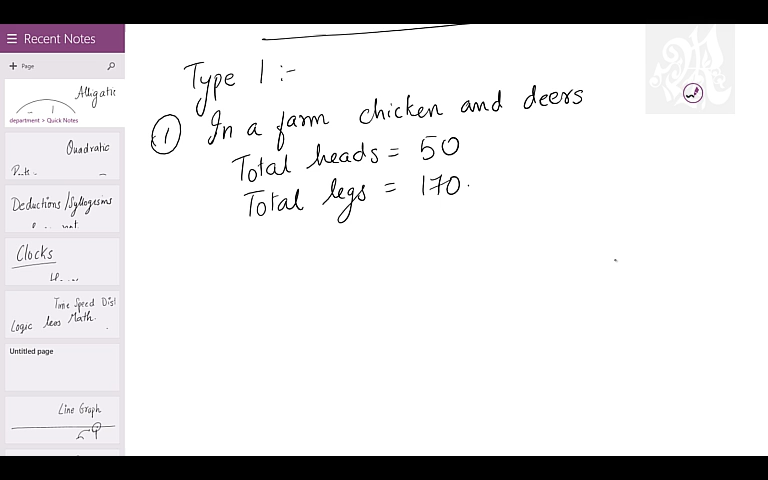 Recent Notes
+ Page
Alligatio
department > Quick Notes
Quadratic
Deductions/Syllogisms
Clocks
Time Speed Dist
Logic less Math.
Untitled page
Line Graph
Type 1 :-
① In a farm chicken and deers
Total heads = 50
Total legs = 170.